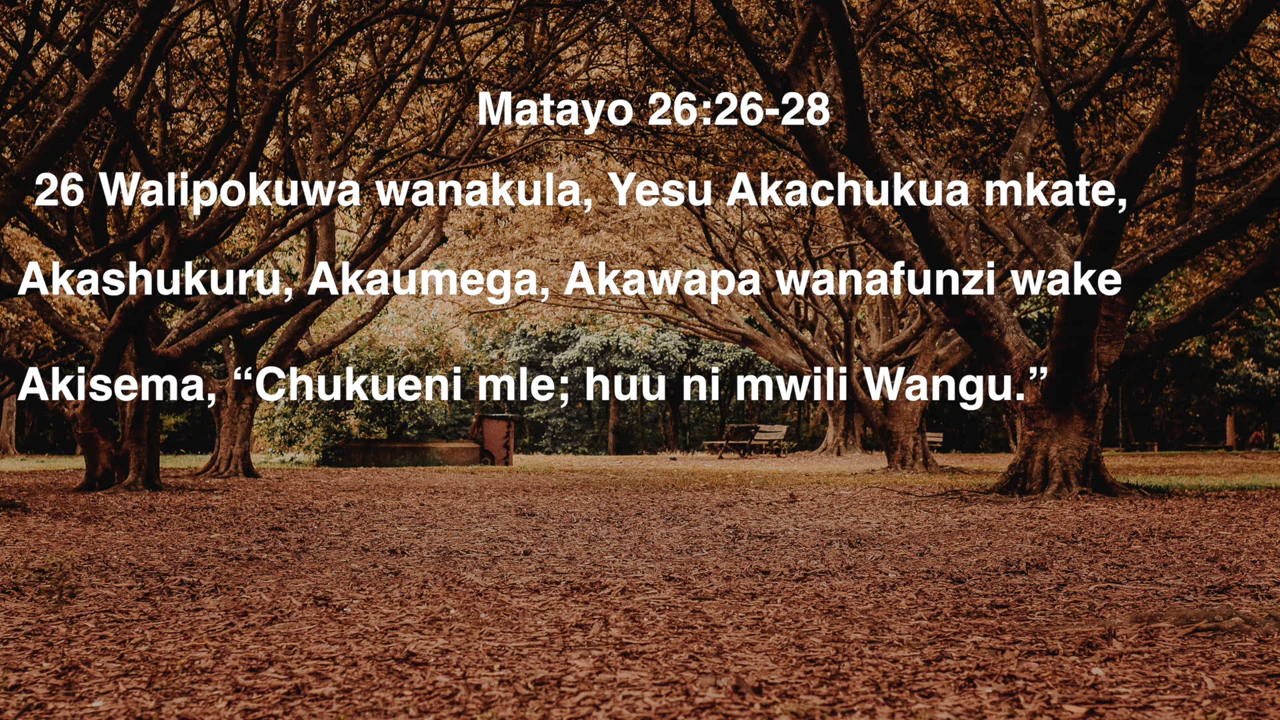 Matayo 26:26-28
26 Walipokuwa wanakula, Yesu Akachukua mkate,
Akashukuru, Akaumega, Akawapa wanafunzi wake
Akisema, “Chukueni mle; huu ni mwili Wangu.”